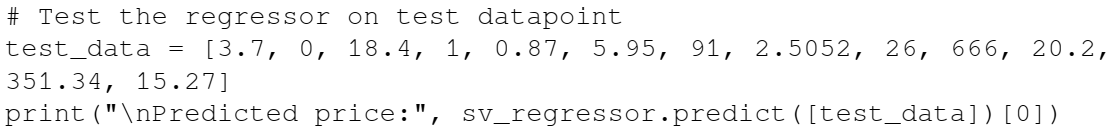 # Test the regressor on test datapoint
test_data = [3.7, 0, 18.4, 1, 0.87, 5.95, 91, 2.5052, 26, 666, 20.2,
351.34, 15.27]
print("\nPredicted price:", sv_regressor.predict([test_data])[0])